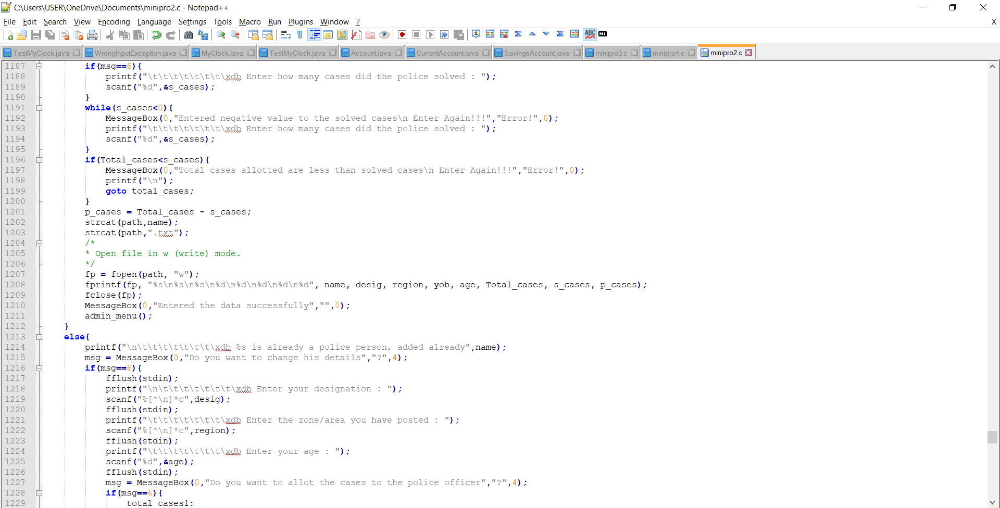 C:\Users\USER\OneDrive\Documents\minipro2.c - Notepad++
File Edit Search View Encoding Language Settings Tools Macro Run Plugins Window ? X
TestMyClock.java WrongInputException.java MyClock.java TestMyClock.java Account.java CurrentAccount.java SavingsAccount.java minipro3.c minipro4.c minipro2.c
1187 if(msg==6){
1188 printf("\t\t\t\t\t\t\t\xdb Enter how many cases did the police solved : ");
1189 scanf("%d",&s_cases);
1190 }
1191 while(s_cases<0){
1192 MessageBox(0,"Entered negative value to the solved cases\n Enter Again!!!","Error!",0);
1193 printf("\t\t\t\t\t\t\t\xdb Enter how many cases did the police solved : ");
1194 scanf("%d",&s_cases);
1195 }
1196 if(Total_cases<s_cases){
1197 MessageBox(0,"Total cases allotted are less than solved cases\n Enter Again!!!","Error!",0);
1198 printf("\n");
1199 goto total_cases;
1200 }
1201 p_cases = Total_cases - s_cases;
1202 strcat(path,name);
1203 strcat(path,".txt");
1204 /*
1205 * Open file in w (write) mode.
1206 */
1207 fp = fopen(path, "w");
1208 fprintf(fp, "%s\n%s\n%s\n%d\n%d\n%d\n%d\n%d", name, desig, region, yob, age, Total_cases, s_cases, p_cases);
1209 fclose(fp);
1210 MessageBox(0,"Entered the data successfully","",0);
1211 admin_menu();
1212 }
1213 else{
1214 printf("\n\t\t\t\t\t\t\t\xdb %s is already a police person, added already",name);
1215 msg = MessageBox(0,"Do you want to change his details","?",4);
1216 if(msg==6){
1217 fflush(stdin);
1218 printf("\n\t\t\t\t\t\t\t\xdb Enter your designation : ");
1219 scanf("%[^\n]*c",desig);
1220 fflush(stdin);
1221 printf("\t\t\t\t\t\t\t\xdb Enter the zone/area you have posted : ");
1222 scanf("%[^\n]*c",region);
1223 fflush(stdin);
1224 printf("\t\t\t\t\t\t\t\xdb Enter your age : ");
1225 scanf("%d",&age);
1226 fflush(stdin);
1227 msg = MessageBox(0,"Do you want to allot the cases to the police officer","?",4);
1228 if(msg==6){
1229 total_cases1: